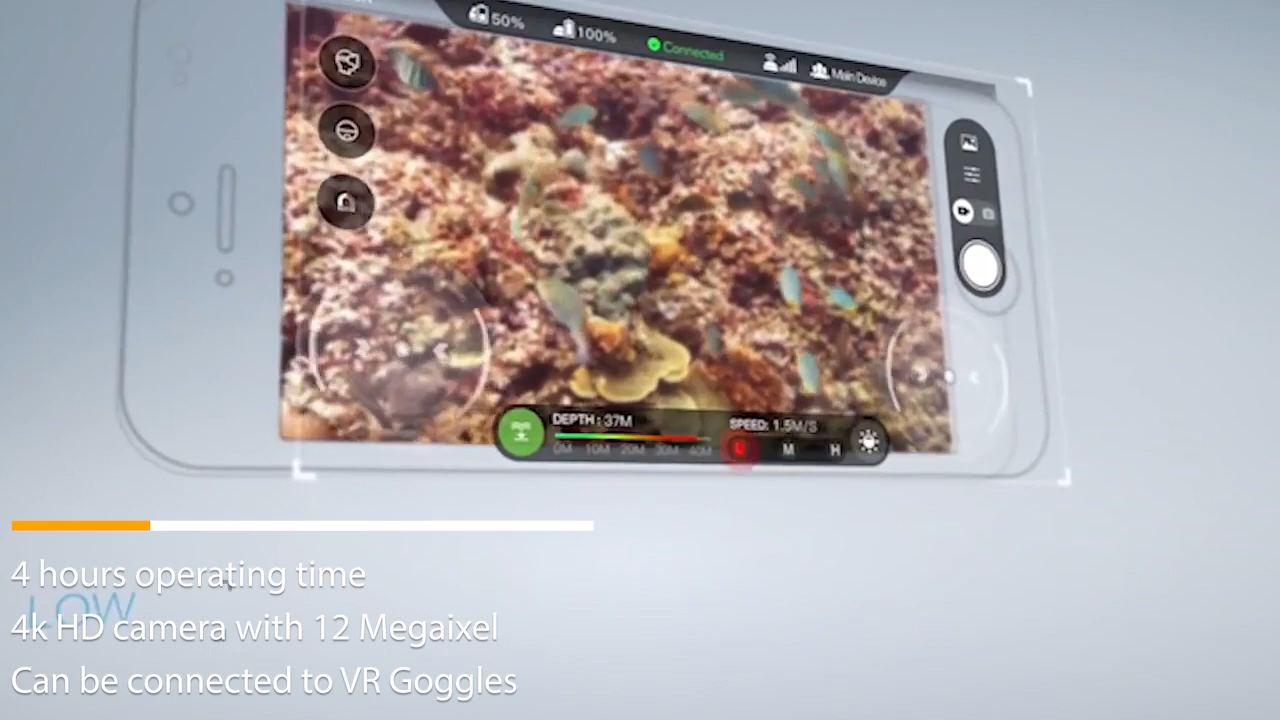 50%
100%
Connected
Main Device
DEPTH : 37M
0M 10M 20M 30M 40M
SPEED: 1.5M/S
M H
4 hours operating time
LOW
4k HD camera with 12 Megaixel
Can be connected to VR Goggles